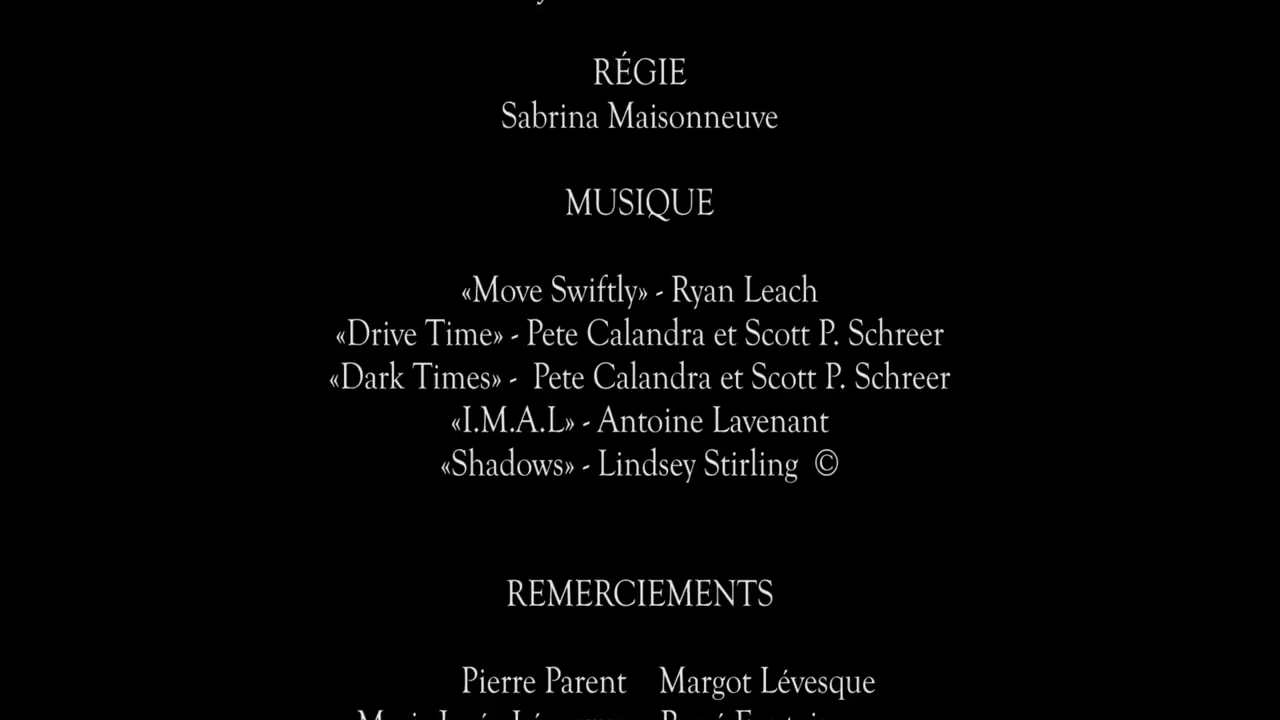 RÉGIE
Sabrina Maisonneuve
MUSIQUE
«Move Swiftly» - Ryan Leach
«Drive Time» - Pete Calandra et Scott P. Schreer
«Dark Times» - Pete Calandra et Scott P. Schreer
«I.M.A.L» - Antoine Lavenant
«Shadows» - Lindsey Stirling ©
REMERCIEMENTS
Pierre Parent Margot Lévesque